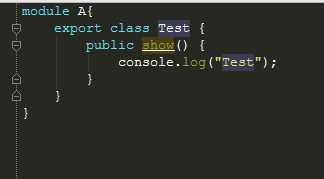 module A{
export class Test {
public show() {
console.log("Test");
}
}
}